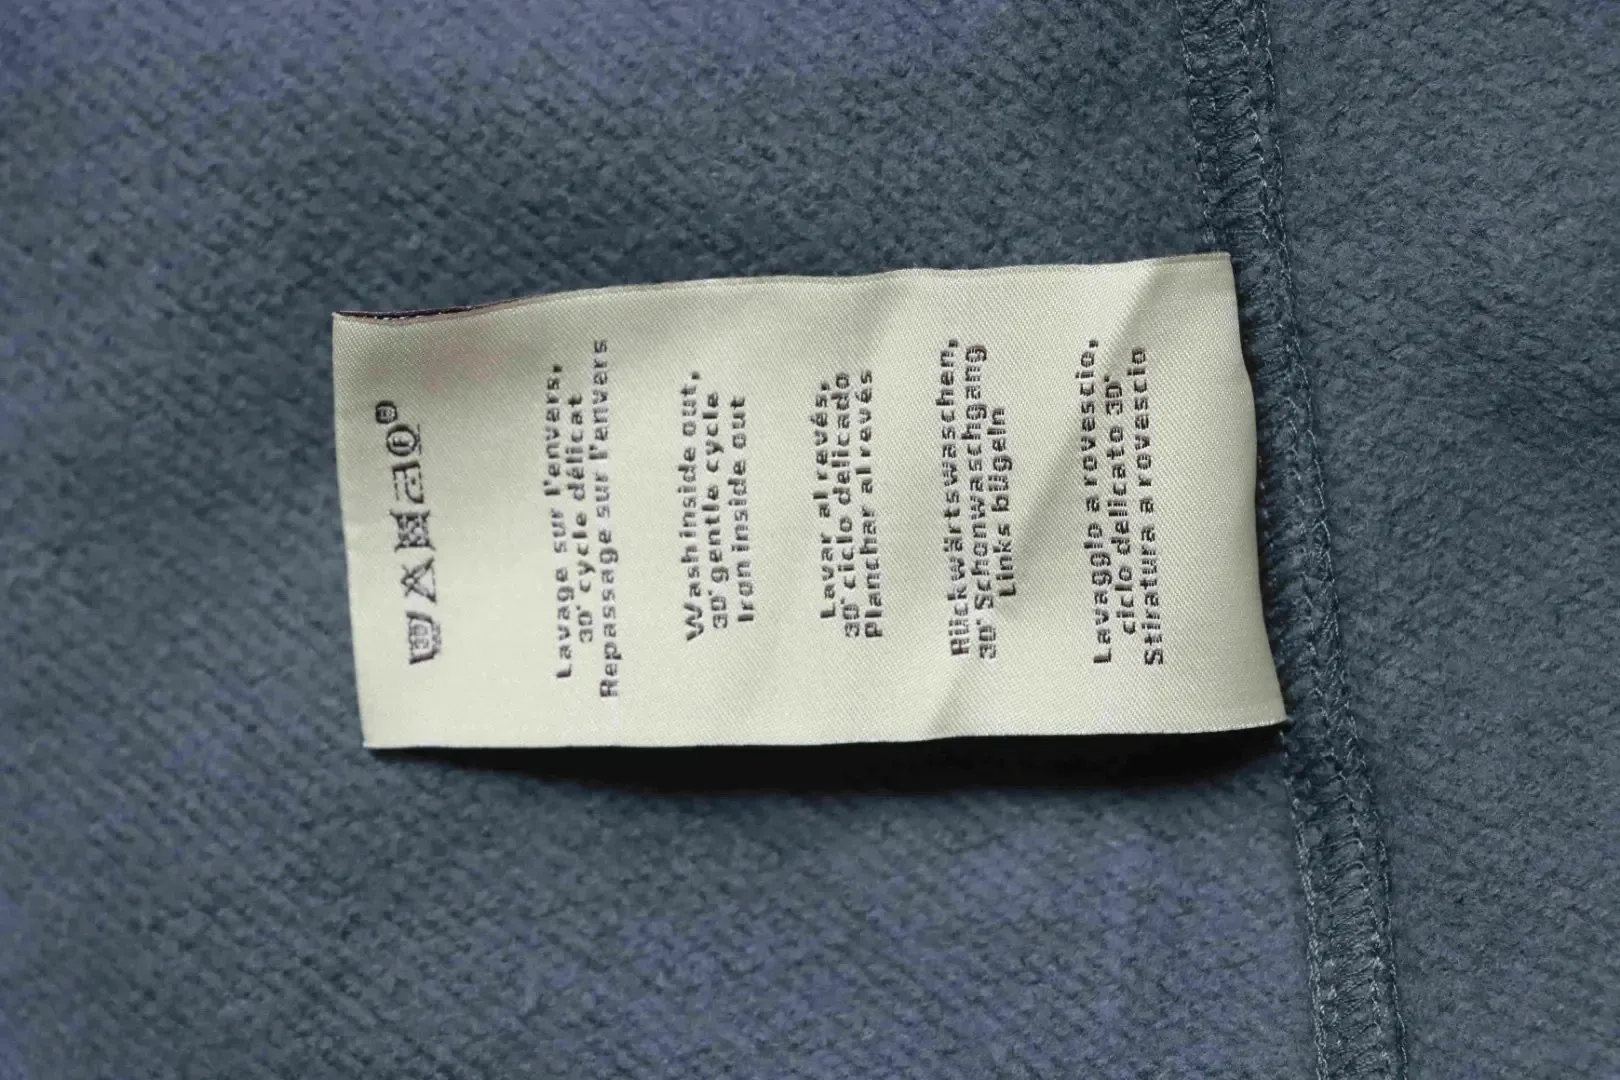 Lavage sur l'envers,
30° cycle délicat
Repassage sur l'envers
Wash inside out,
30° gentle cycle
Iron inside out
Lavar al revés,
30° ciclo delicado
Planchar al revés
Rückwärtswaschen,
30° Schonwaschgang
Links bügeln
Lavaggio a rovescio,
ciclo delicato 30°
Stiratura a rovescio